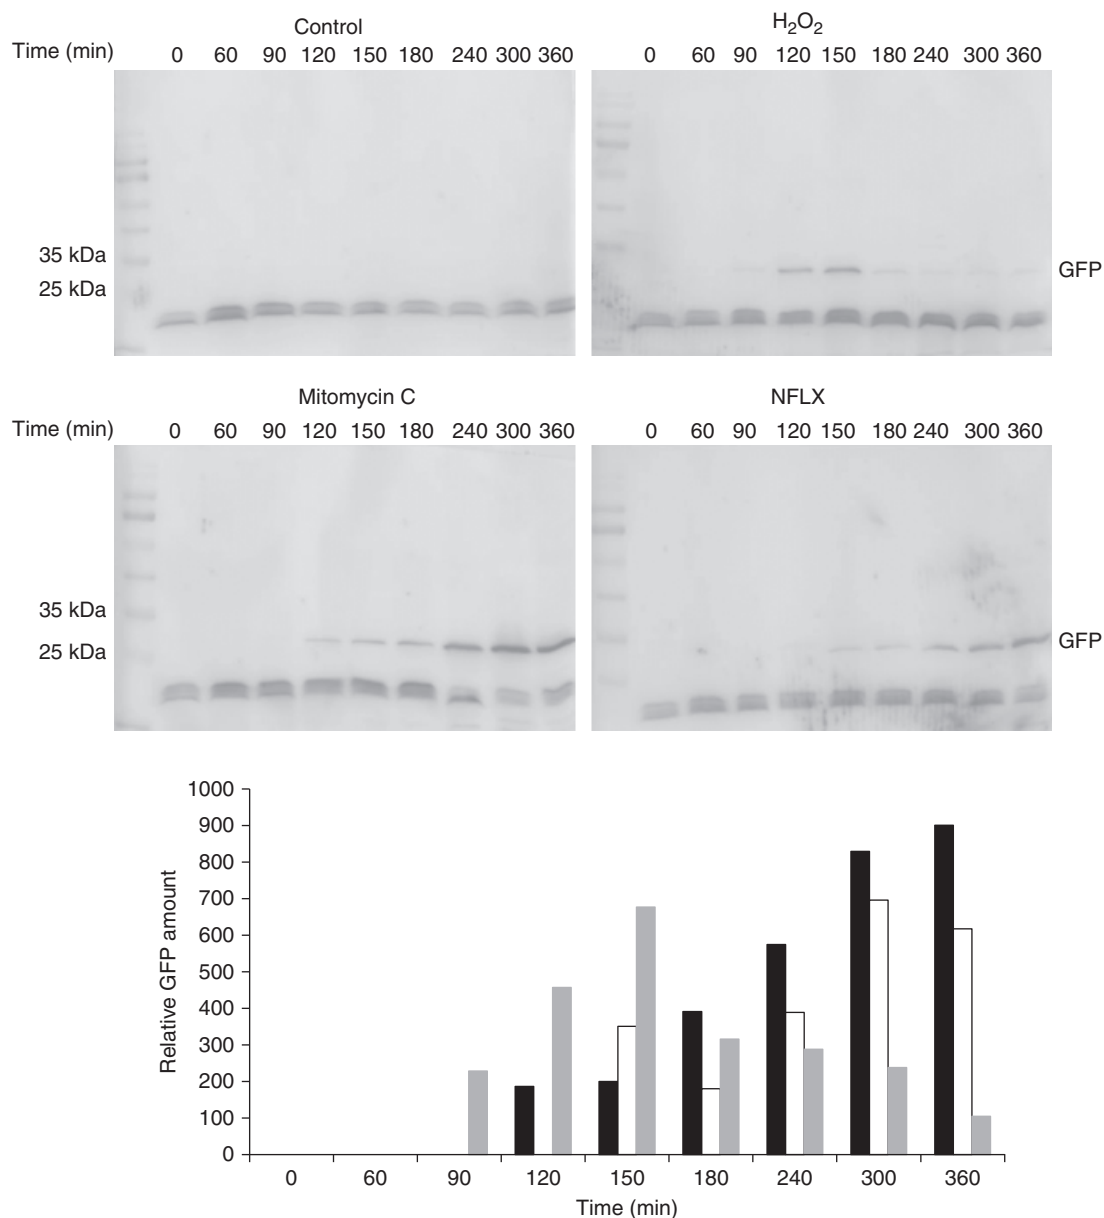 Control
Time (min) 0 60 90 120 150 180 240 300 360
35 kDa
25 kDa
H₂O₂
0 60 90 120 150 180 240 300 360
GFP
Mitomycin C
Time (min) 0 60 90 120 150 180 240 300 360
35 kDa
25 kDa
NFLX
0 60 90 120 150 180 240 300 360
GFP
Relative GFP amount
1000
900
800
700
600
500
400
300
200
100
0
0 60 90 120 150 180 240 300 360
Time (min)